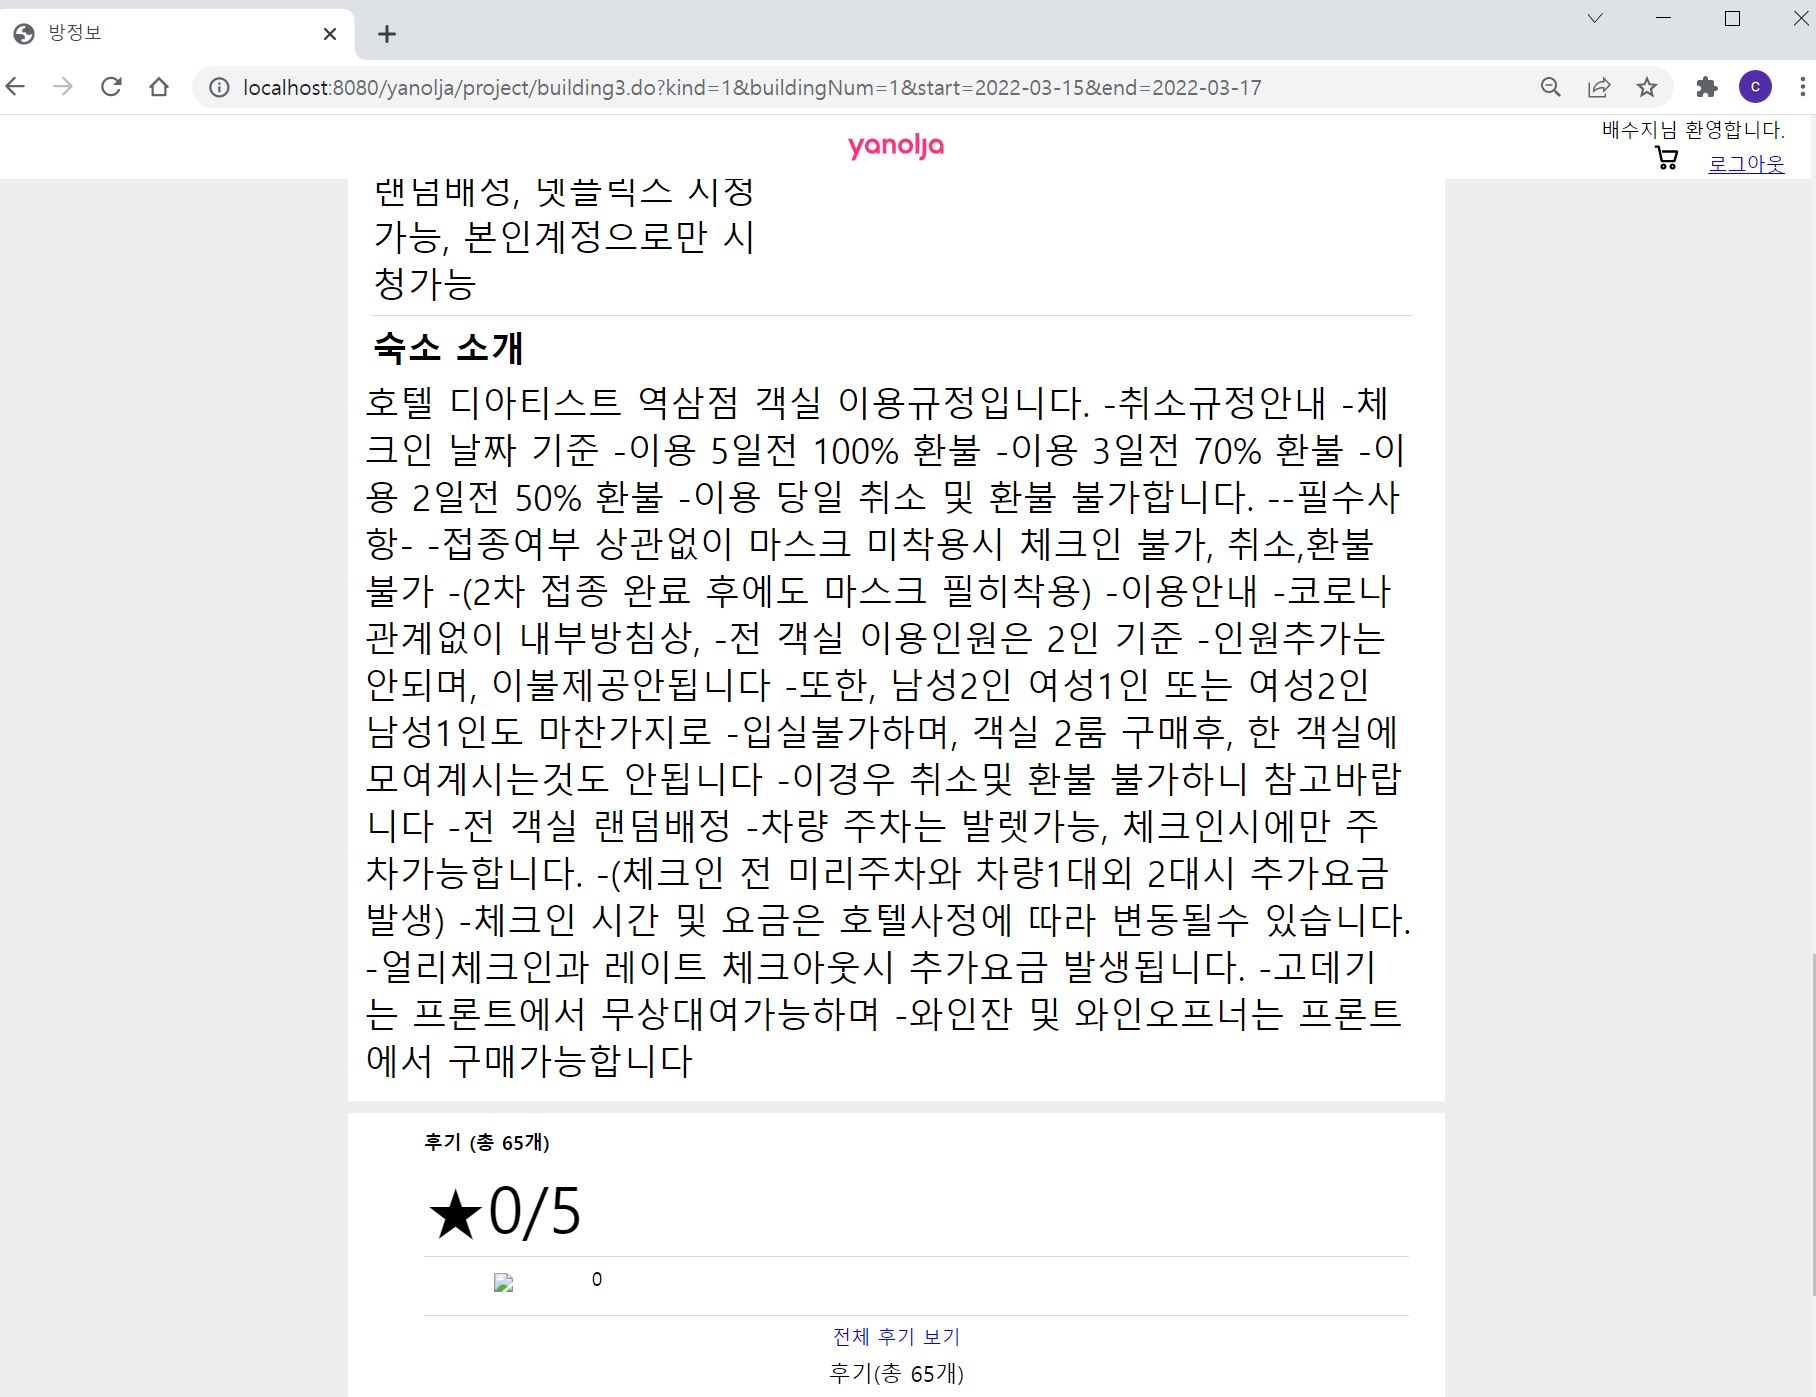 방정보
localhost:8080/yanolja/project/building3.do?kind=1&buildingNum=1&start=2022-03-15&end=2022-03-17
c
yanolja
배수지님 환영합니다.
로그아웃
가능, 본인계정으로만 시
청가능
숙소 소개
호텔 디아티스트 역삼점 객실 이용규정입니다. -취소규정안내 -체
크인 날짜 기준 -이용 5일전 100% 환불 -이용 3일전 70% 환불 -이
용 2일전 50% 환불 -이용 당일 취소 및 환불 불가합니다. --필수사
항- -접종여부 상관없이 마스크 미착용시 체크인 불가, 취소,환불
불가 -(2차 접종 완료 후에도 마스크 필히착용) -이용안내 -코로나
관계없이 내부방침상, -전 객실 이용인원은 2인 기준 -인원추가는
안되며, 이불제공안됩니다 -또한, 남성2인 여성1인 또는 여성2인
남성1인도 마찬가지로 -입실불가하며, 객실 2룸 구매후, 한 객실에
모여계시는것도 안됩니다 -이경우 취소및 환불 불가하니 참고바랍
니다 -전 객실 랜덤배정 -차량 주차는 발렛가능, 체크인시에만 주
차가능합니다. -(체크인 전 미리주차와 차량1대외 2대시 추가요금
발생) -체크인 시간 및 요금은 호텔사정에 따라 변동될수 있습니다.
-얼리체크인과 레이트 체크아웃시 추가요금 발생됩니다. -고데기
는 프론트에서 무상대여가능하며 -와인잔 및 와인오프너는 프론트
에서 구매가능합니다
후기 (총 65개)
★0/5
0
전체 후기 보기
후기(총 65개)